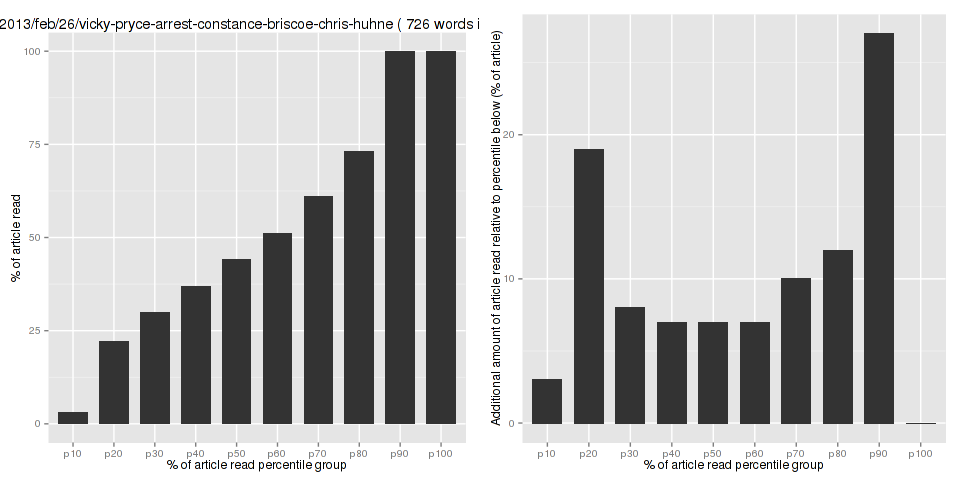 2013/feb/26/vicky-pryce-arrest-constance-briscoe-chris-huhne ( 726 words i
% of article read
100
75
50
25
0
p10 p20 p30 p40 p50 p60 p70 p80 p90 p100
% of article read percentile group
Additional amount of article read relative to percentile below (% of article)
20
10
0
p10 p20 p30 p40 p50 p60 p70 p80 p90 p100
% of article read percentile group